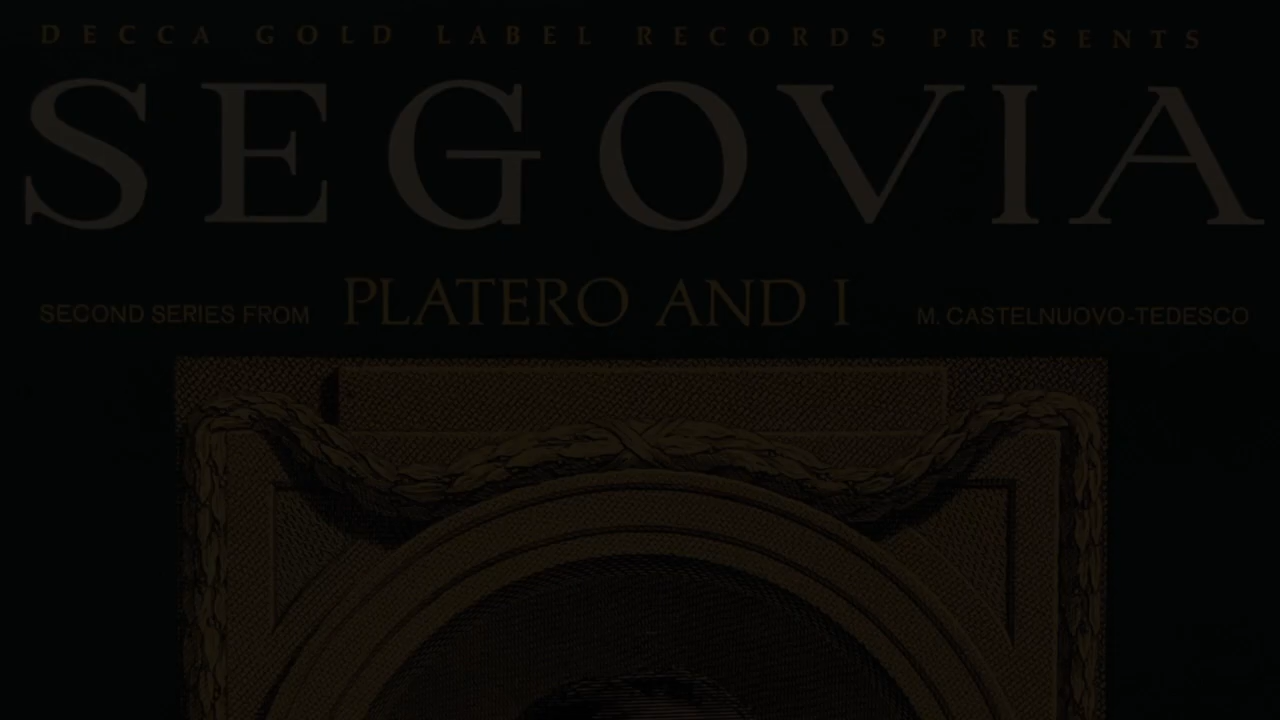 DECCA GOLD LABEL RECORDS PRESENTS
SEGOVIA
SECOND SERIES FROM PLATERO AND I M. CASTELNUOVO-TEDESCO